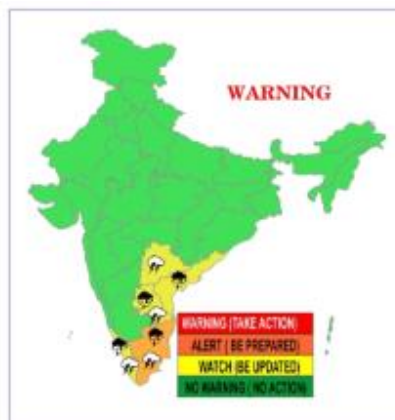 WARNING
WARNING (TAKE ACTION)
ALERT ( BE PREPARED)
WATCH (BE UPDATED)
NO WARNING ( NO ACTION)